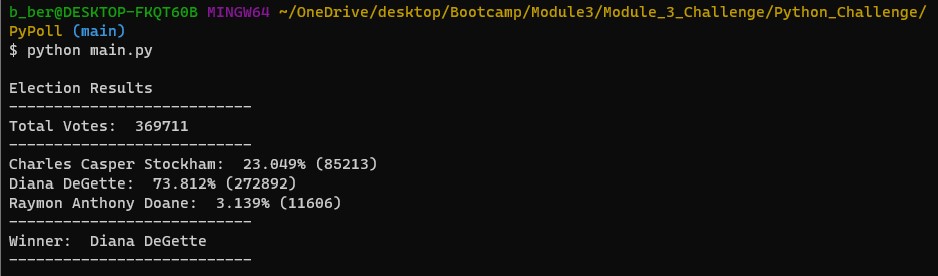 b_ber@DESKTOP-FKQT60B MINGW64 ~/OneDrive/desktop/Bootcamp/Module3/Module_3_Challenge/Python_Challenge/
PyPoll (main)
$ python main.py
Election Results
---------------------------
Total Votes:  369711
---------------------------
Charles Casper Stockham:  23.049% (85213)
Diana DeGette:  73.812% (272892)
Raymon Anthony Doane:  3.139% (11606)
---------------------------
Winner:  Diana DeGette
---------------------------